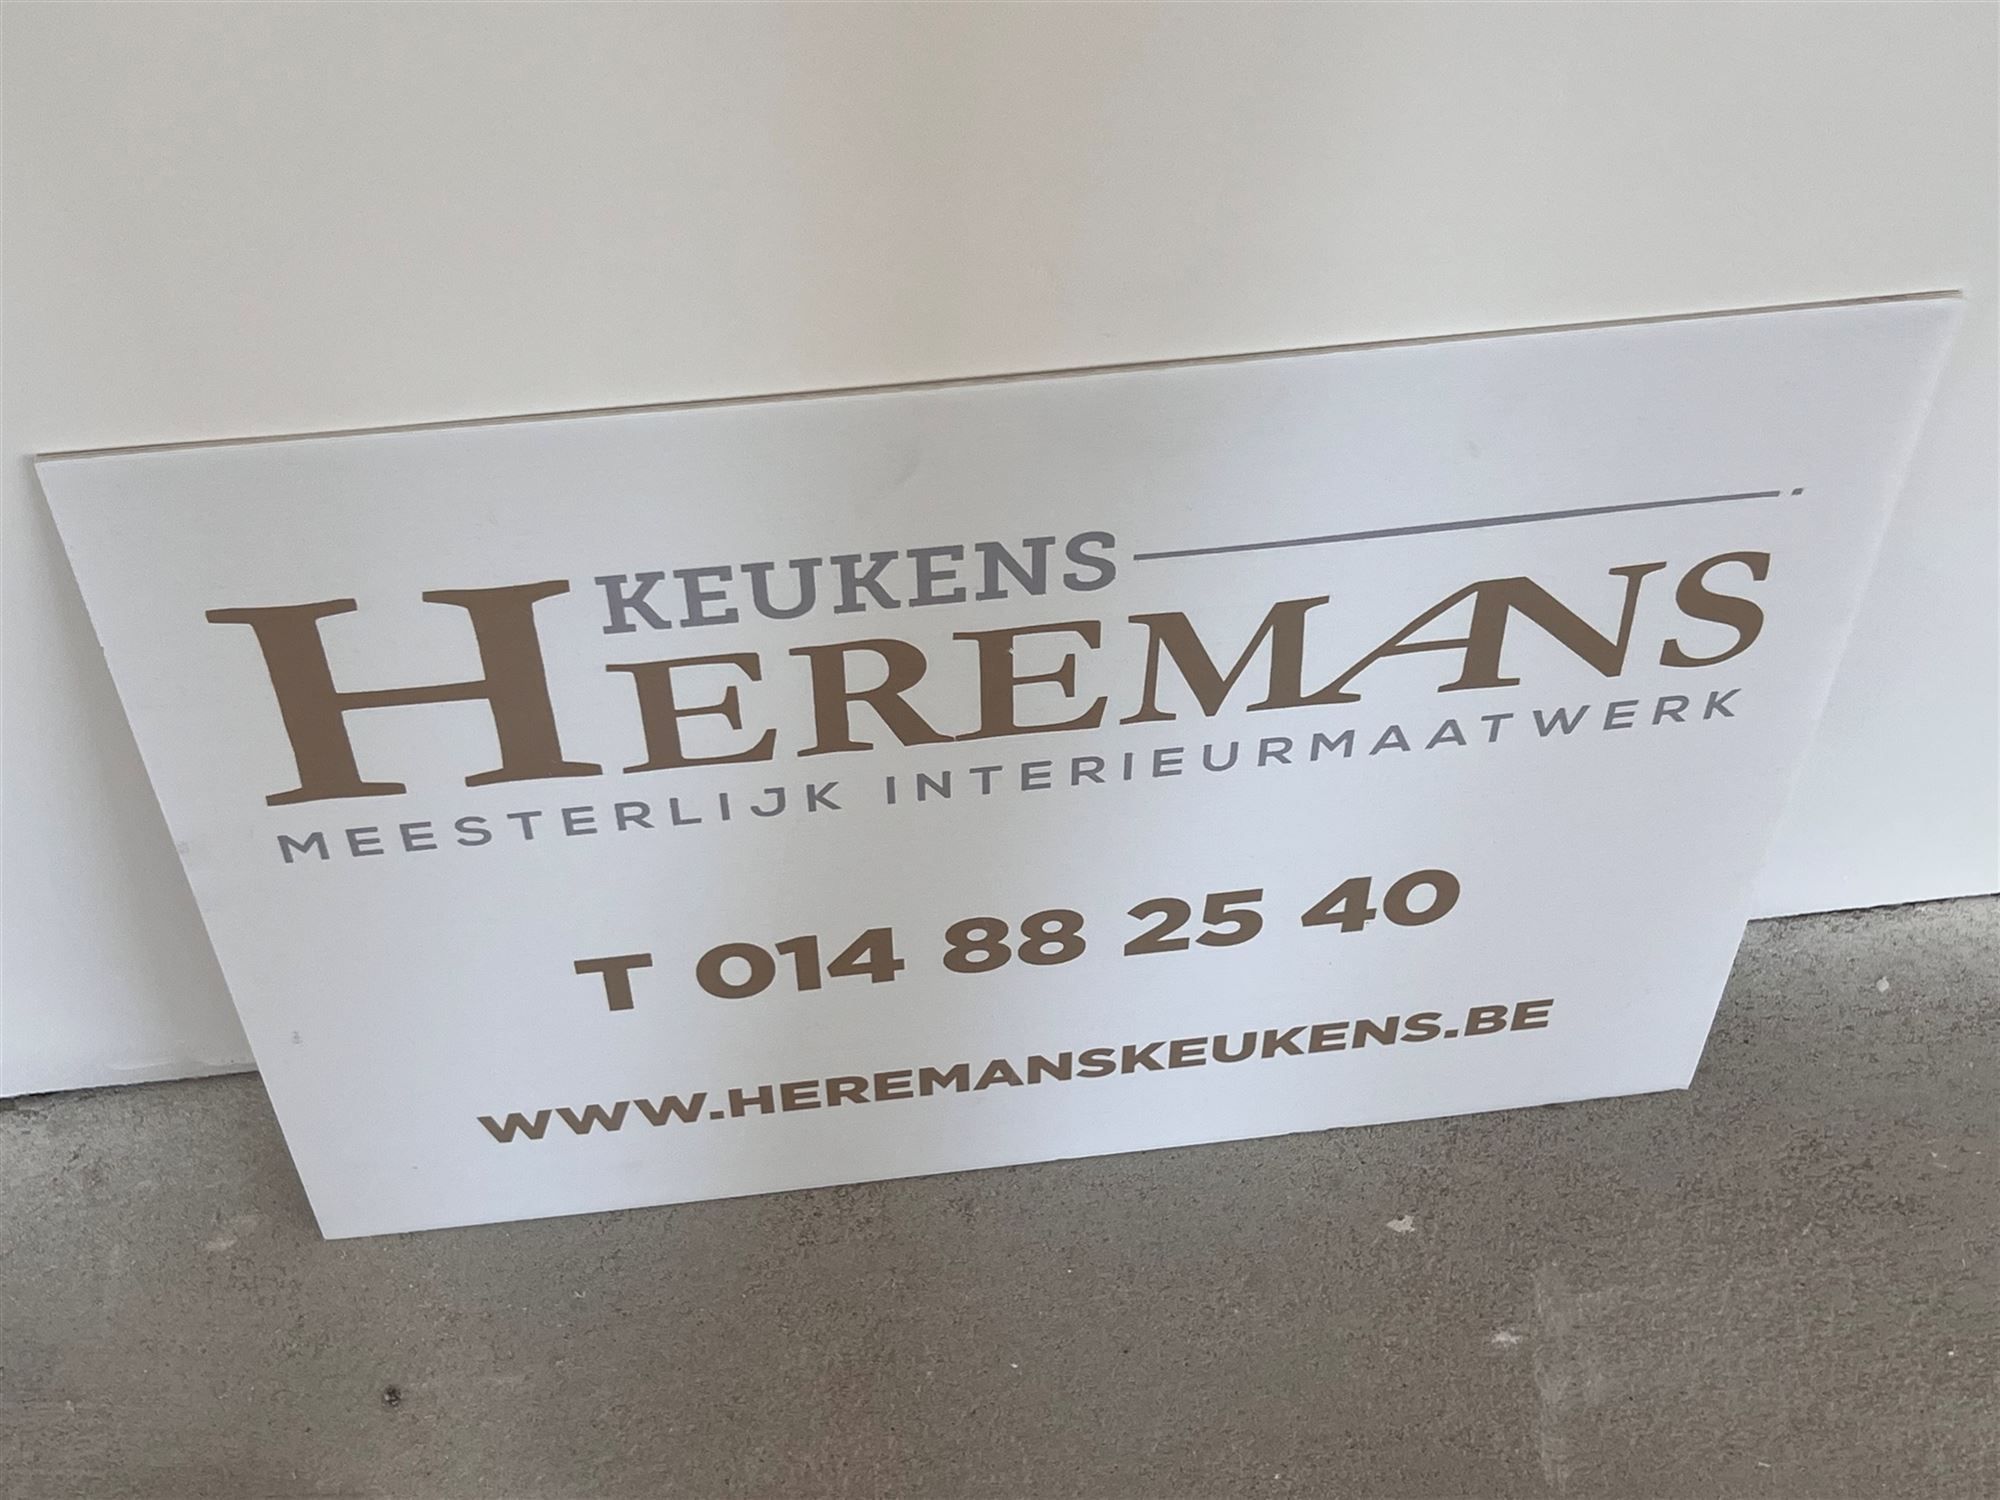 KEUKENS
HEREMANS
MEESTERLIJK INTERIEURMAATWERK
T 014 88 25 40
WWW.HEREMANSKEUKENS.BE